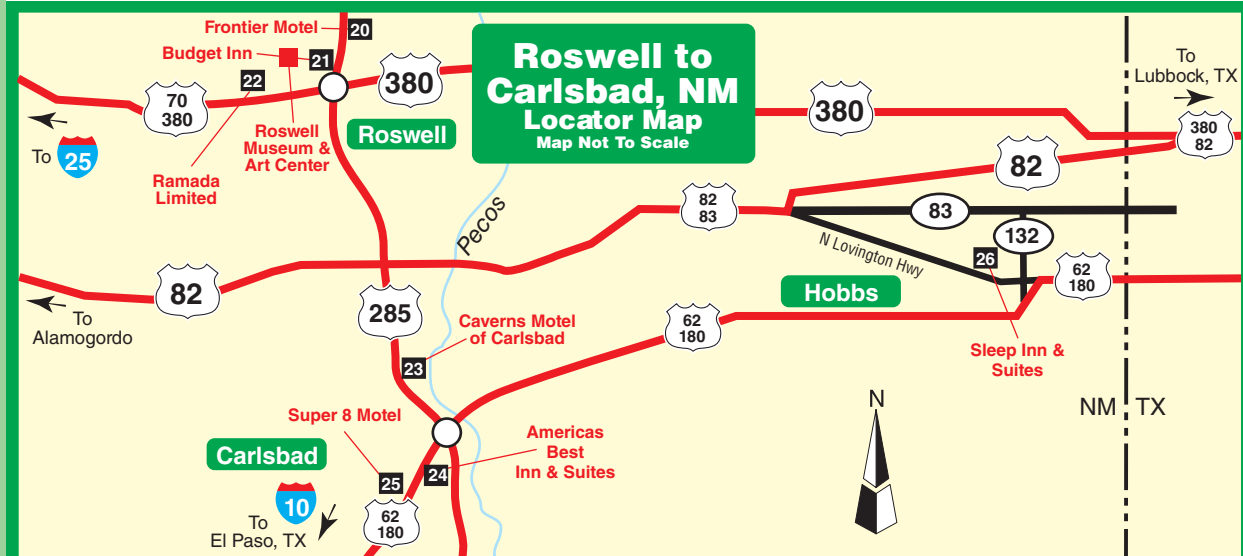 Frontier Motel
20
Budget Inn
21
22
70
380
380
Roswell to
Carlsbad, NM
Locator Map
Map Not To Scale
380
To
Lubbock, TX
380
82
To
25
Roswell
Museum &
Art Center
Roswell
Ramada
Limited
82
82
83
83
132
Pecos
N Lovington Hwy
26
62
180
82
To
Alamogordo
285
Hobbs
62
180
Caverns Motel
of Carlsbad
23
Sleep Inn &
Suites
NM
TX
N
Super 8 Motel
Americas
Best
Inn & Suites
Carlsbad
24
25
10
To
El Paso, TX
62
180